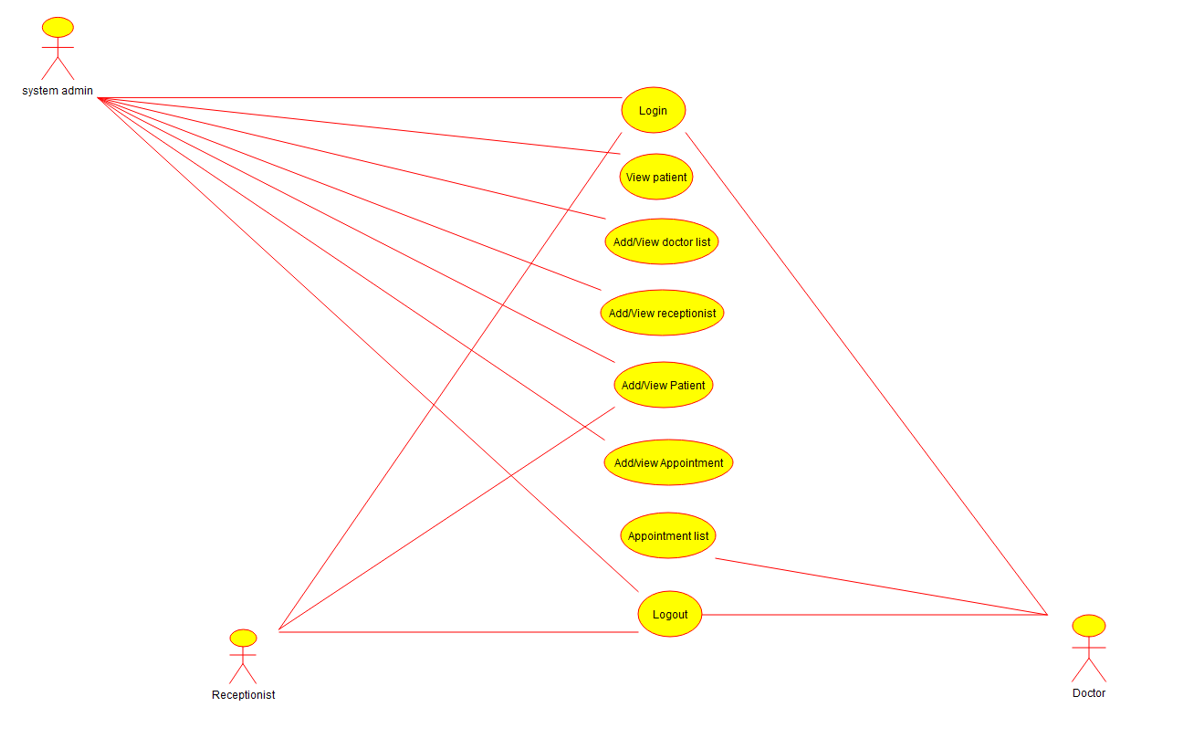 system admin
Login
View patient
Add/View doctor list
Add/View receptionist
Add/View Patient
Add/view Appointment
Appointment list
Logout
Receptionist
Doctor